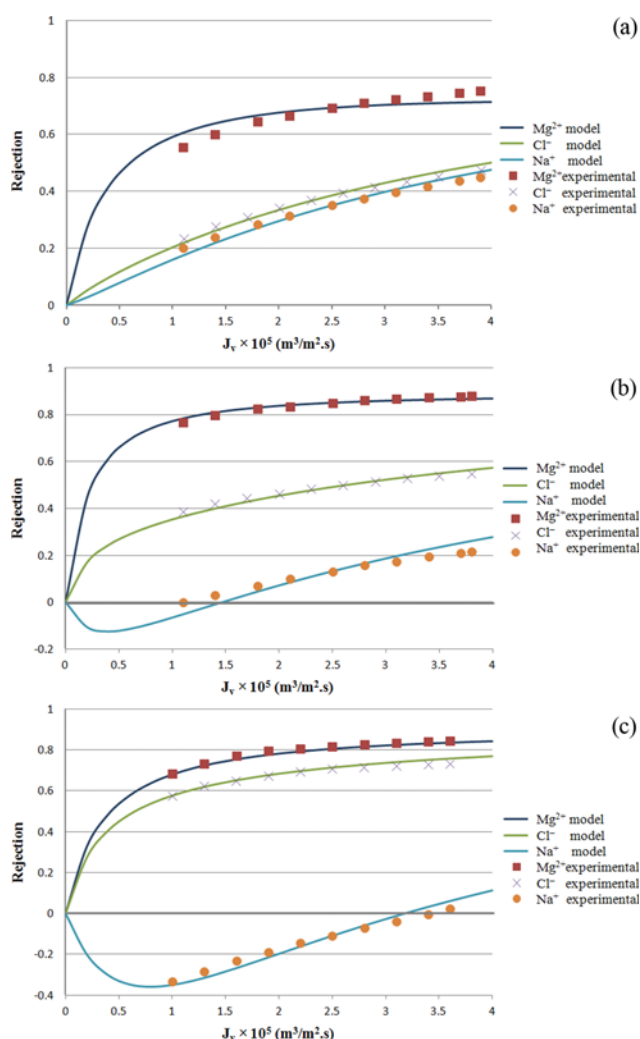 (a)
1
0.8
0.6
0.4
0.2
0
Rejection
0 0.5 1 1.5 2 2.5 3 3.5 4
Jv × 10⁵ (m³/m².s)
Mg²⁺ model
Cl⁻ model
Na⁺ model
Mg²⁺experimental
Cl⁻ experimental
Na⁺ experimental
(b)
1
0.8
0.6
0.4
0.2
0
-0.2
Rejection
0 0.5 1 1.5 2 2.5 3 3.5 4
Jv × 10⁵ (m³/m².s)
Mg²⁺ model
Cl⁻ model
Na⁺ model
Mg²⁺experimental
Cl⁻ experimental
Na⁺ experimental
(c)
1
0.8
0.6
0.4
0.2
0
-0.2
-0.4
Rejection
0 0.5 1 1.5 2 2.5 3 3.5 4
Jv × 10⁵ (m³/m².s)
Mg²⁺ model
Cl⁻ model
Na⁺ model
Mg²⁺experimental
Cl⁻ experimental
Na⁺ experimental